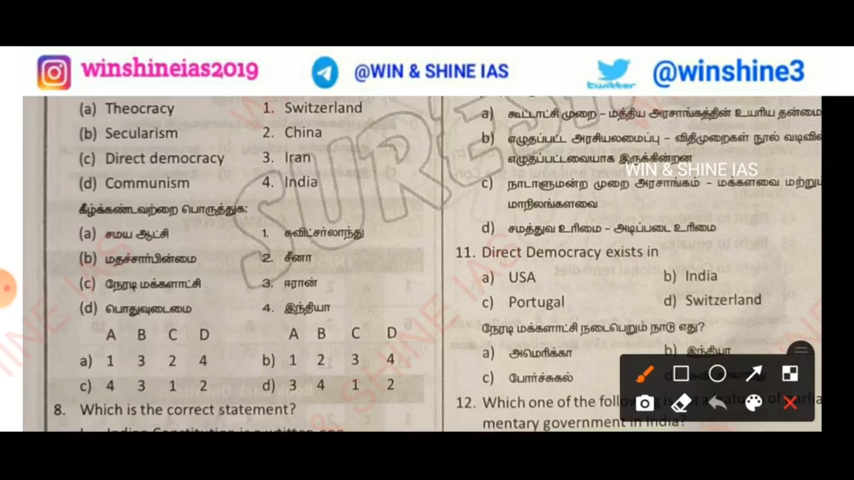 winshineias2019
@WIN & SHINE IAS
twitter
@winshine3
(a) Theocracy 1. Switzerland
(b) Secularism 2. China
(c) Direct democracy 3. Iran
(d) Communism 4. India
கீழ்க்கண்டவற்றை பொருத்துக:
(a) சமய ஆட்சி 1. சுவிட்சர்லாந்து
(b) மதச்சார்பின்மை 2. சீனா
(c) நேரடி மக்களாட்சி 3. ஈரான்
(d) பொதுவுடைமை 4. இந்தியா
A B C D A B C D
a) 1 3 2 4 b) 1 2 3 4
c) 4 3 1 2 d) 3 4 1 2
8. Which is the correct statement?
a) கூட்டாட்சி முறை - மத்திய அரசாங்கத்தின் உயரிய தன்மை
b) எழுதப்பட்ட அரசியலமைப்பு - விதிமுறைகள் நூல்
எழுதப்பட்டவையாக இருக்கின்றன
WIN & SHINE IAS
c) நாடாளுமன்ற முறை அரசாங்கம் - மக்களவை
மாநிலங்களவை
d) சமத்துவ உரிமை - அடிப்படை உரிமை
11. Direct Democracy exists in
a) USA b) India
c) Portugal d) Switzerland
நேரடி மக்களாட்சி நடைபெறும் நாடு எது?
a) அமெரிக்கா b) இந்தியா
c) போர்ச்சுகல்
12. Which one of the
mentary government in India?